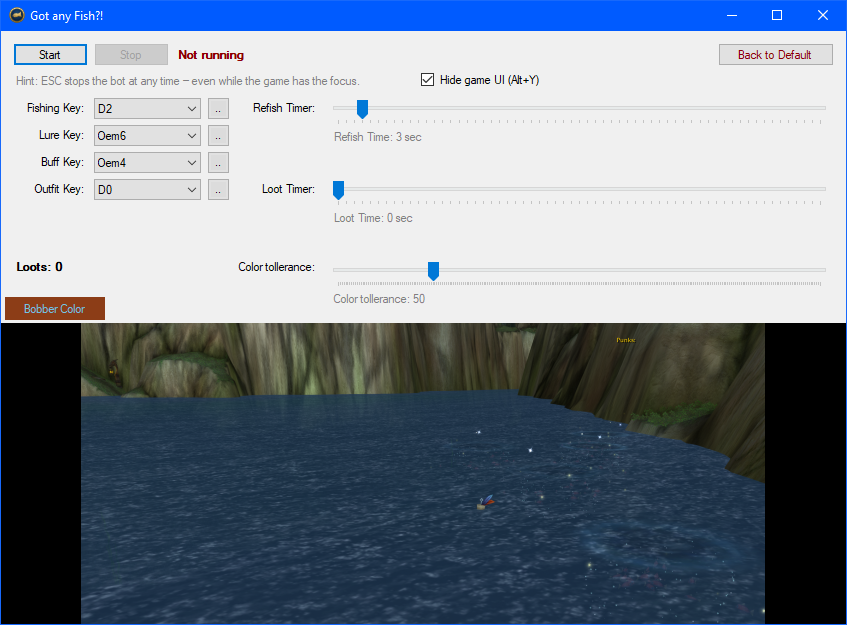 Got any Fish?!
Start
Stop
Not running
Back to Default
Hint: ESC stops the bot at any time – even while the game has the focus.
Hide game UI (Alt+Y)
Fishing Key:
D2
..
Refish Timer:
Lure Key:
Oem6
..
Refish Time: 3 sec
Buff Key:
Oem4
..
Outfit Key:
D0
..
Loot Timer:
Loot Time: 0 sec
Loots: 0
Color tollerance:
Color tollerance: 50
Bobber Color